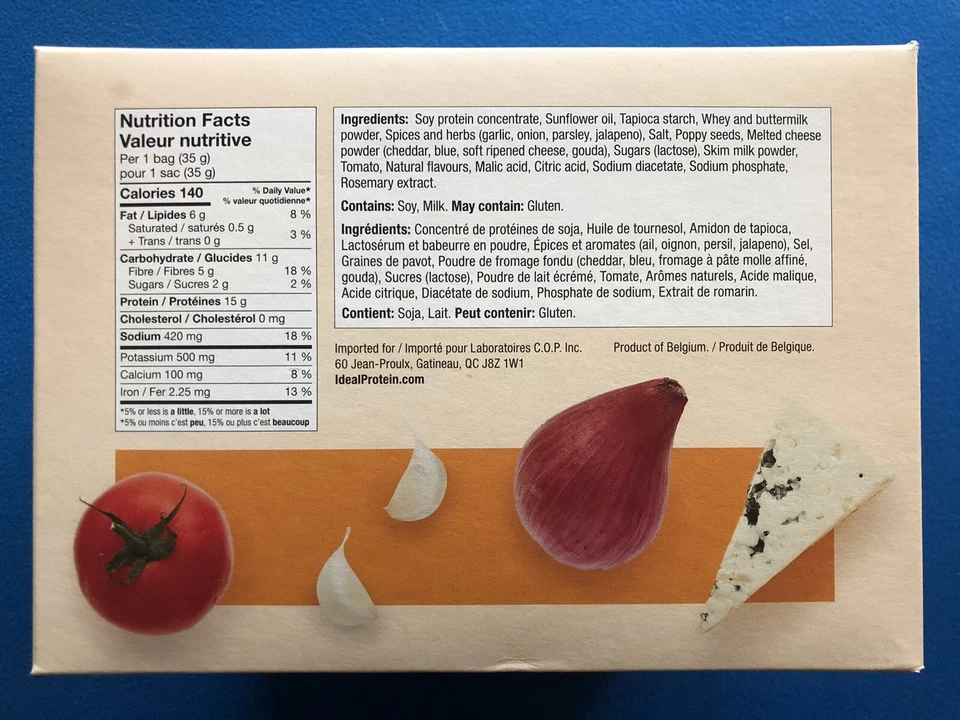 Nutrition Facts
Valeur nutritive
Per 1 bag (35 g)
pour 1 sac (35 g)
Calories 140
% Daily Value*
% valeur quotidienne*
Fat / Lipides 6 g 8 %
Saturated / saturés 0.5 g
+ Trans / trans 0 g
3 %
Carbohydrate / Glucides 11 g
Fibre / Fibres 5 g 18 %
Sugars / Sucres 2 g 2 %
Protein / Protéines 15 g
Cholesterol / Cholestérol 0 mg
Sodium 420 mg 18 %
Potassium 500 mg 11 %
Calcium 100 mg 8 %
Iron / Fer 2.25 mg 13 %
*5% or less is a little, 15% or more is a lot
*5% ou moins c'est peu, 15% ou plus c'est beaucoup
Ingredients: Soy protein concentrate, Sunflower oil, Tapioca starch, Whey and buttermilk
powder, Spices and herbs (garlic, onion, parsley, jalapeno), Salt, Poppy seeds, Melted cheese
powder (cheddar, blue, soft ripened cheese, gouda), Sugars (lactose), Skim milk powder,
Tomato, Natural flavours, Malic acid, Citric acid, Sodium diacetate, Sodium phosphate,
Rosemary extract.
Contains: Soy, Milk. May contain: Gluten.
Ingrédients: Concentré de protéines de soja, Huile de tournesol, Amidon de tapioca,
Lactosérum et babeurre en poudre, Épices et aromates (ail, oignon, persil, jalapeno), Sel,
Graines de pavot, Poudre de fromage fondu (cheddar, bleu, fromage à pâte molle affiné,
gouda), Sucres (lactose), Poudre de lait écrémé, Tomate, Arômes naturels, Acide malique,
Acide citrique, Diacétate de sodium, Phosphate de sodium, Extrait de romarin.
Contient: Soja, Lait. Peut contenir: Gluten.
Imported for / Importé pour Laboratoires C.O.P. Inc.
60 Jean-Proulx, Gatineau, QC J8Z 1W1
IdealProtein.com
Product of Belgium. / Produit de Belgique.